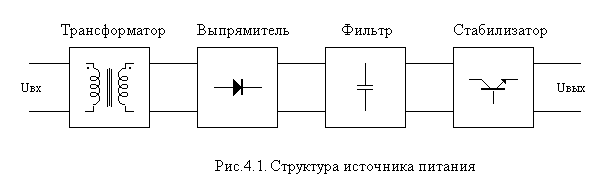 Трансформатор Выпрямитель Фильтр Стабилизатор
Uвх Uвых
Рис.4.1. Структура источника питания